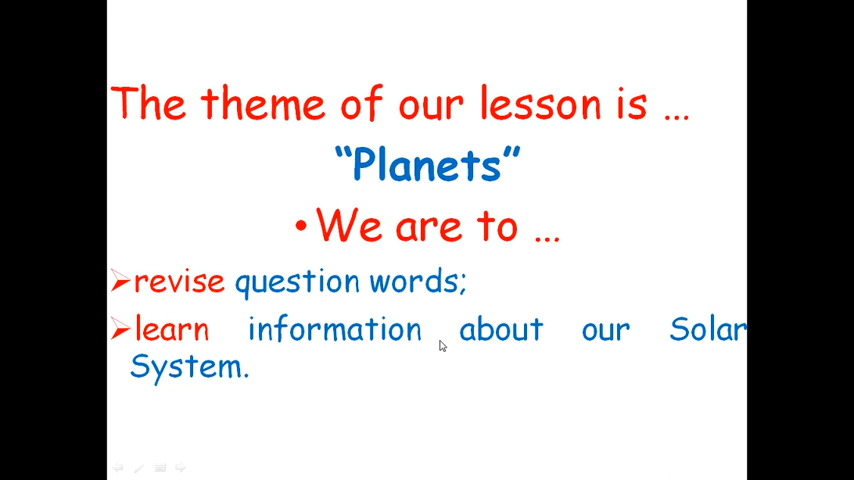 The theme of our lesson is ...
“Planets”
•We are to ...
revise question words;
learn information about our Solar
System.